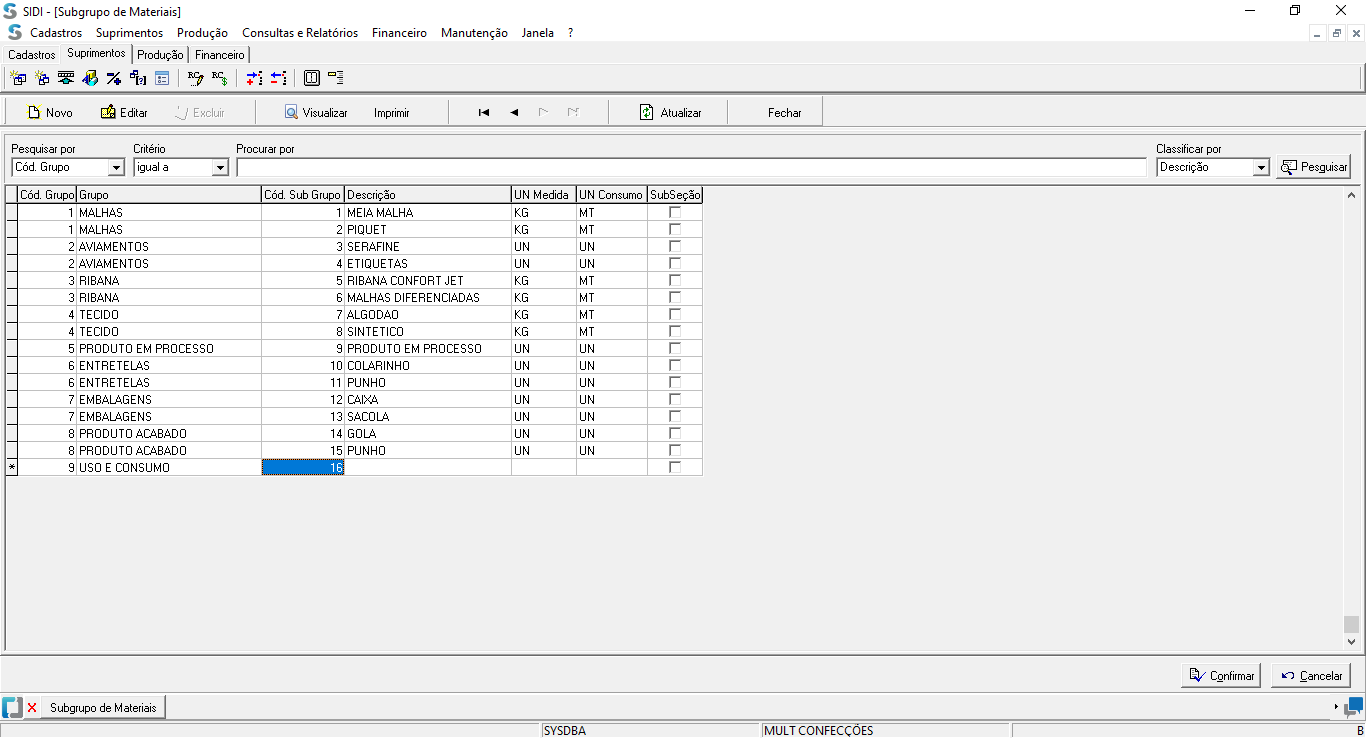 SIDI - [Subgrupo de Materiais]
Cadastros Suprimentos Produção Consultas e Relatórios Financeiro Manutenção Janela ?
Cadastros Suprimentos Produção Financeiro
Novo Editar Excluir Visualizar Imprimir Atualizar Fechar
Pesquisar por Critério Procurar por Classificar por
Cód. Grupo igual a Descrição Pesquisar
Cód. Grupo Grupo Cód. Sub Grupo Descrição UN Medida UN Consumo SubSeção
1 MALHAS 1 MEIA MALHA KG MT
1 MALHAS 2 PIQUET KG MT
2 AVIAMENTOS 3 SERAFINE UN UN
2 AVIAMENTOS 4 ETIQUETAS UN UN
3 RIBANA 5 RIBANA CONFORT JET KG MT
3 RIBANA 6 MALHAS DIFERENCIADAS KG MT
4 TECIDO 7 ALGODAO KG MT
4 TECIDO 8 SINTETICO KG MT
5 PRODUTO EM PROCESSO 9 PRODUTO EM PROCESSO UN UN
6 ENTRETELAS 10 COLARINHO UN UN
6 ENTRETELAS 11 PUNHO UN UN
7 EMBALAGENS 12 CAIXA UN UN
7 EMBALAGENS 13 SACOLA UN UN
8 PRODUTO ACABADO 14 GOLA UN UN
8 PRODUTO ACABADO 15 PUNHO UN UN
* 9 USO E CONSUMO 16
Confirmar Cancelar
Subgrupo de Materiais
SYSDBA MULT CONFECÇÕES B